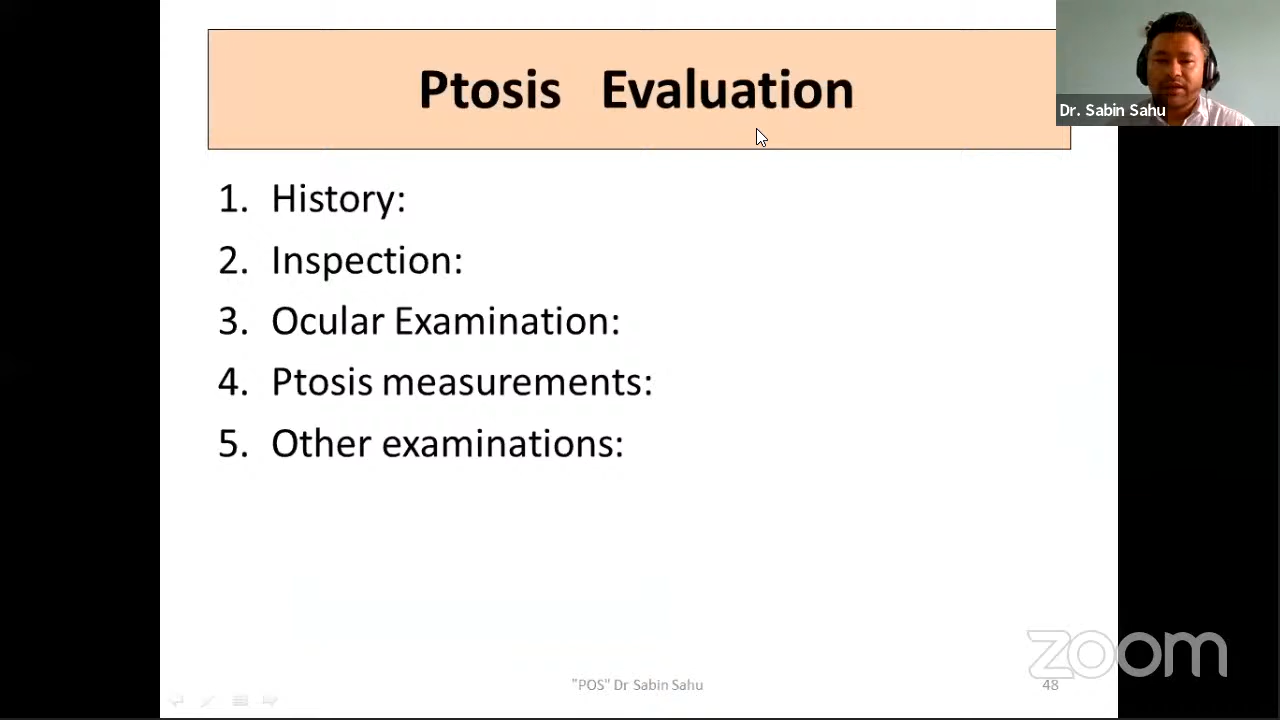 Ptosis Evaluation
Dr. Sabin Sahu
1. History:
2. Inspection:
3. Ocular Examination:
4. Ptosis measurements:
5. Other examinations:
zoom
"POS" Dr Sabin Sahu
48